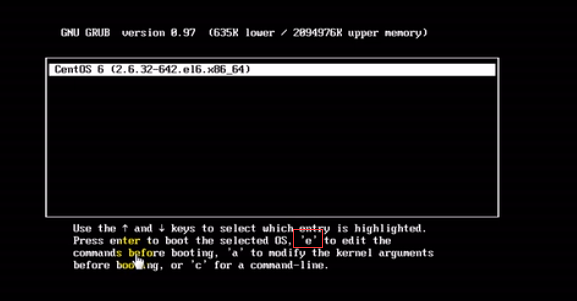 GNU GRUB version 0.97 (635K lower / 2094976K upper memory)
CentOS 6 (2.6.32-642.el6.x86_64)
Use the ↑ and ↓ keys to select which entry is highlighted.
Press enter to boot the selected OS, 'e' to edit the
commands before booting, 'a' to modify the kernel arguments
before booting, or 'c' for a command-line.